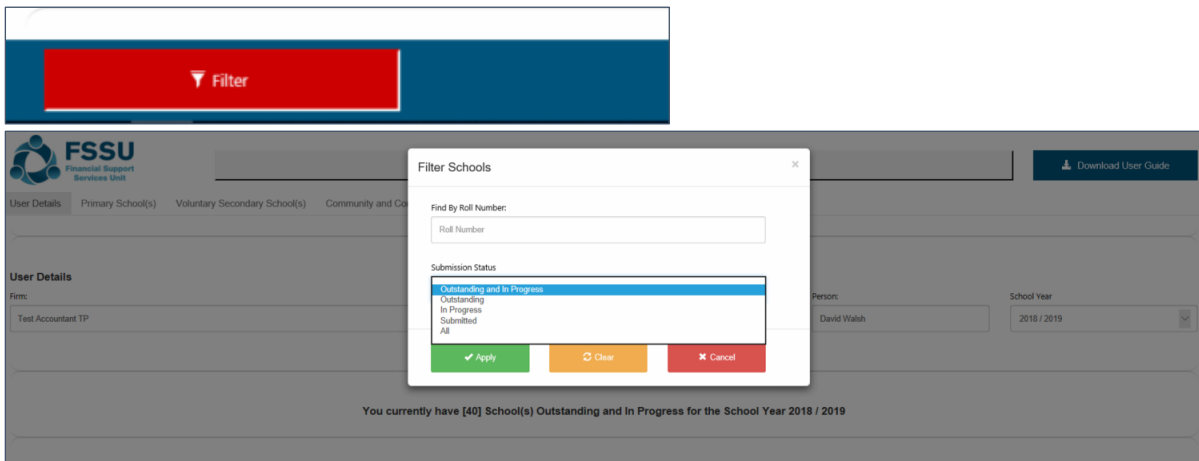 Filter
FSSU
Financial Support
Services Unit
Filter Schools
×
Download User Guide
User Details Primary School(s) Voluntary Secondary School(s) Community and Co
Find By Roll Number:
Roll Number
Submission Status
Outstanding and In Progress
Outstanding
In Progress
Submitted
All
User Details
Firm:
Person:
School Year
Test Accountant TP
David Walsh
2018 / 2019
Apply
Clear
Cancel
You currently have [40] School(s) Outstanding and In Progress for the School Year 2018 / 2019